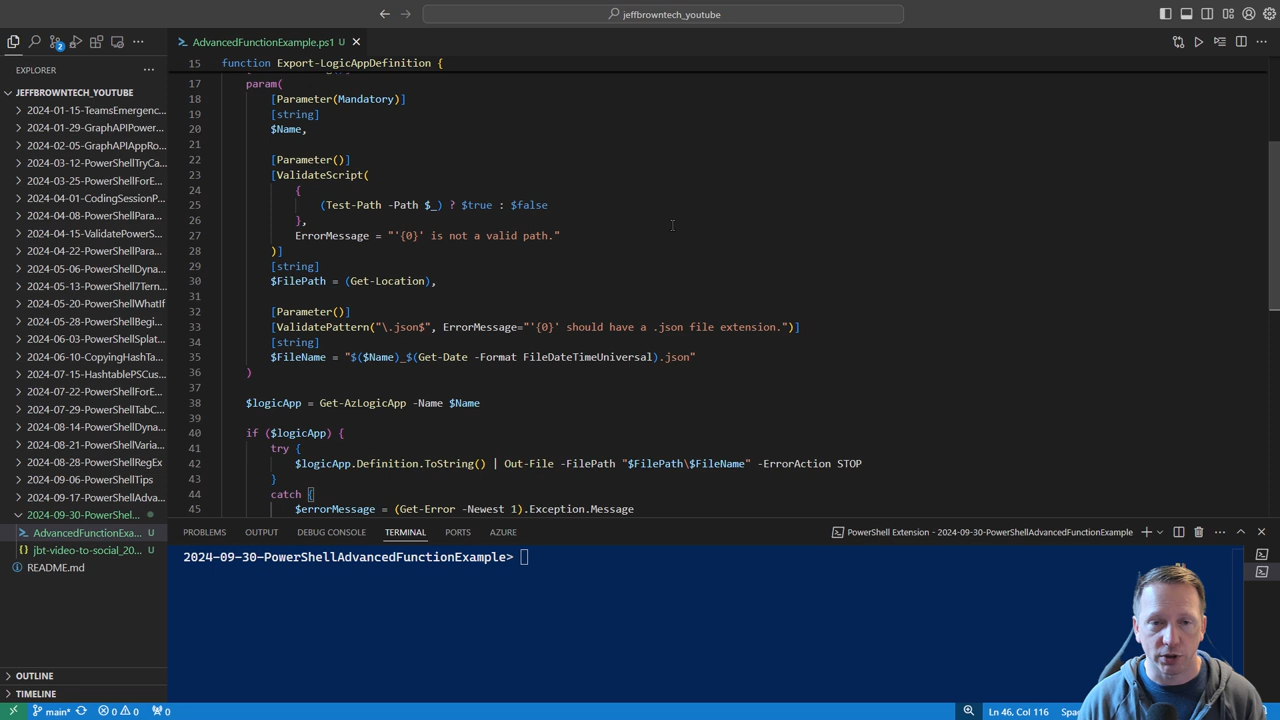 jeffbrowntech_youtube
2
AdvancedFunctionExample.ps1 U
EXPLORER
JEFFBROWNTECH_YOUTUBE
2024-01-15-TeamsEmergenc...
2024-01-29-GraphAPIPower...
2024-02-05-GraphAPIAppRo...
2024-03-12-PowerShellTryCa...
2024-03-25-PowerShellForE...
2024-04-01-CodingSessionP...
2024-04-08-PowerShellPara...
2024-04-15-ValidatePowerS...
2024-04-22-PowerShellPara...
2024-05-06-PowerShellDyna...
2024-05-13-PowerShell7Tern...
2024-05-20-PowerShellWhatIf
2024-05-28-PowerShellBegi...
2024-06-03-PowerShellSplat...
2024-06-10-CopyingHashTa...
2024-07-15-HashtablePSCus...
2024-07-22-PowerShellForE...
2024-07-29-PowerShellTabC...
2024-08-14-PowerShellDyna...
2024-08-21-PowerShellVaria...
2024-08-28-PowerShellRegEx
2024-09-06-PowerShellTips
2024-09-17-PowerShellAdva...
2024-09-30-PowerShel...
AdvancedFunctionExa... U
jbt-video-to-social_20... U
README.md
OUTLINE
TIMELINE
15 function Export-LogicAppDefinition {
17 param(
18 [Parameter(Mandatory)]
19 [string]
20 $Name,
21
22 [Parameter()]
23 [ValidateScript(
24 {
25 (Test-Path -Path $_) ? $true : $false
26 },
27 ErrorMessage = "'{0}' is not a valid path."
28 )]
29 [string]
30 $FilePath = (Get-Location),
31
32 [Parameter()]
33 [ValidatePattern("\.json$", ErrorMessage="'{0}' should have a .json file extension.")]
34 [string]
35 $FileName = "$($Name)_$(Get-Date -Format FileDateTimeUniversal).json"
36 )
37
38 $logicApp = Get-AzLogicApp -Name $Name
39
40 if ($logicApp) {
41 try {
42 $logicApp.Definition.ToString() | Out-File -FilePath "$FilePath\$FileName" -ErrorAction STOP
43 }
44 catch {
45 $errorMessage = (Get-Error -Newest 1).Exception.Message
PROBLEMS OUTPUT DEBUG CONSOLE TERMINAL PORTS AZURE
PowerShell Extension - 2024-09-30-PowerShellAdvancedFunctionExample
2024-09-30-PowerShellAdvancedFunctionExample>
main* 0 0 0
Ln 46, Col 116 Spac